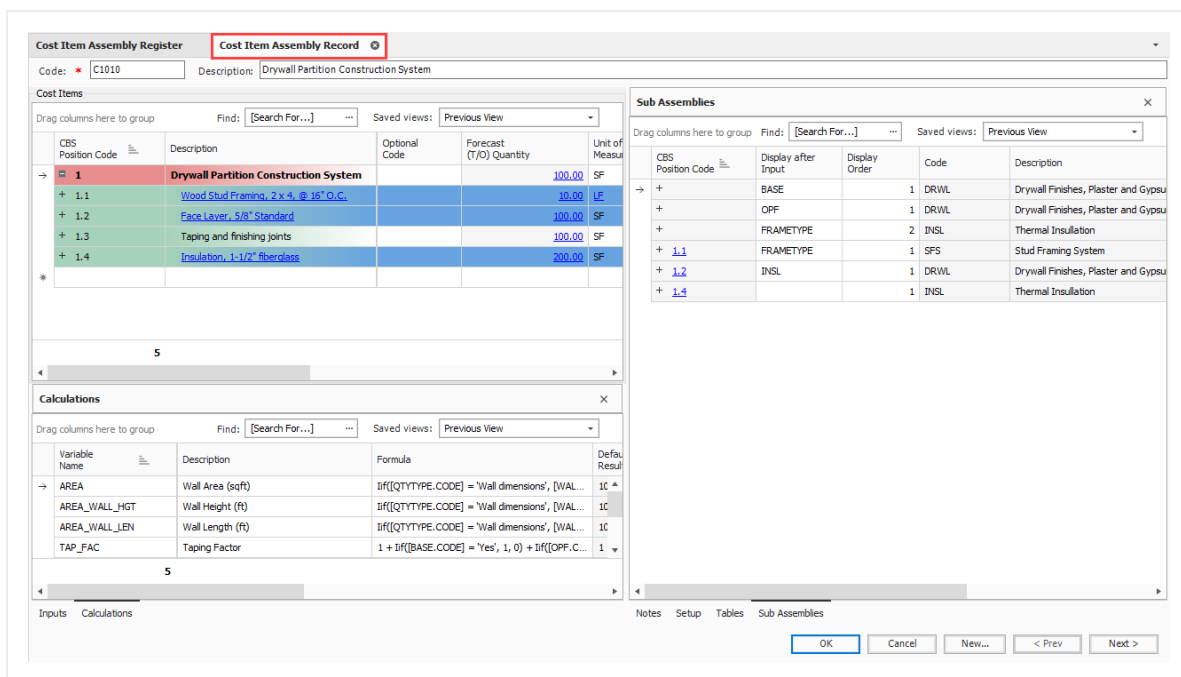 Cost Item Assembly Register Cost Item Assembly Record
Code: * C1010 Description: Drywall Partition Construction System
Cost Items
Drag columns here to group Find: [Search For...] ... Saved views: Previous View
CBS Position Code Description Optional Code Forecast (T/O) Quantity Unit of Measur
1 Drywall Partition Construction System 100.00 SF
+ 1.1 Wood Stud Framing, 2 x 4, @ 16" O.C. 10.00 LF
+ 1.2 Face Layer, 5/8" Standard 100.00 SF
+ 1.3 Taping and finishing joints 100.00 SF
+ 1.4 Insulation, 1-1/2" fiberglass 200.00 SF
*
5
Calculations
Drag columns here to group Find: [Search For...] ... Saved views: Previous View
Variable Name Description Formula Defau Result
AREA Wall Area (sqft) Iif([QTYTYPE.CODE] = 'Wall dimensions', [WAL... 10
AREA_WALL_HGT Wall Height (ft) Iif([QTYTYPE.CODE] = 'Wall dimensions', [WAL... 10
AREA_WALL_LEN Wall Length (ft) Iif([QTYTYPE.CODE] = 'Wall dimensions', [WAL... 10
TAP_FAC Taping Factor 1 + Iif([BASE.CODE] = 'Yes', 1, 0) + Iif([OPF.C... 1
5
Inputs Calculations
Sub Assemblies
Drag columns here to group Find: [Search For...] ... Saved views: Previous View
CBS Position Code Display after Input Display Order Code Description
+ BASE 1 DRWL Drywall Finishes, Plaster and Gypsu
+ OPF 1 DRWL Drywall Finishes, Plaster and Gypsu
+ FRAMETYPE 2 INSL Thermal Insullation
+ 1.1 FRAMETYPE 1 SFS Stud Framing System
+ 1.2 INSL 1 DRWL Drywall Finishes, Plaster and Gypsu
+ 1.4 1 INSL Thermal Insullation
Notes Setup Tables Sub Assemblies
OK Cancel New... < Prev Next >